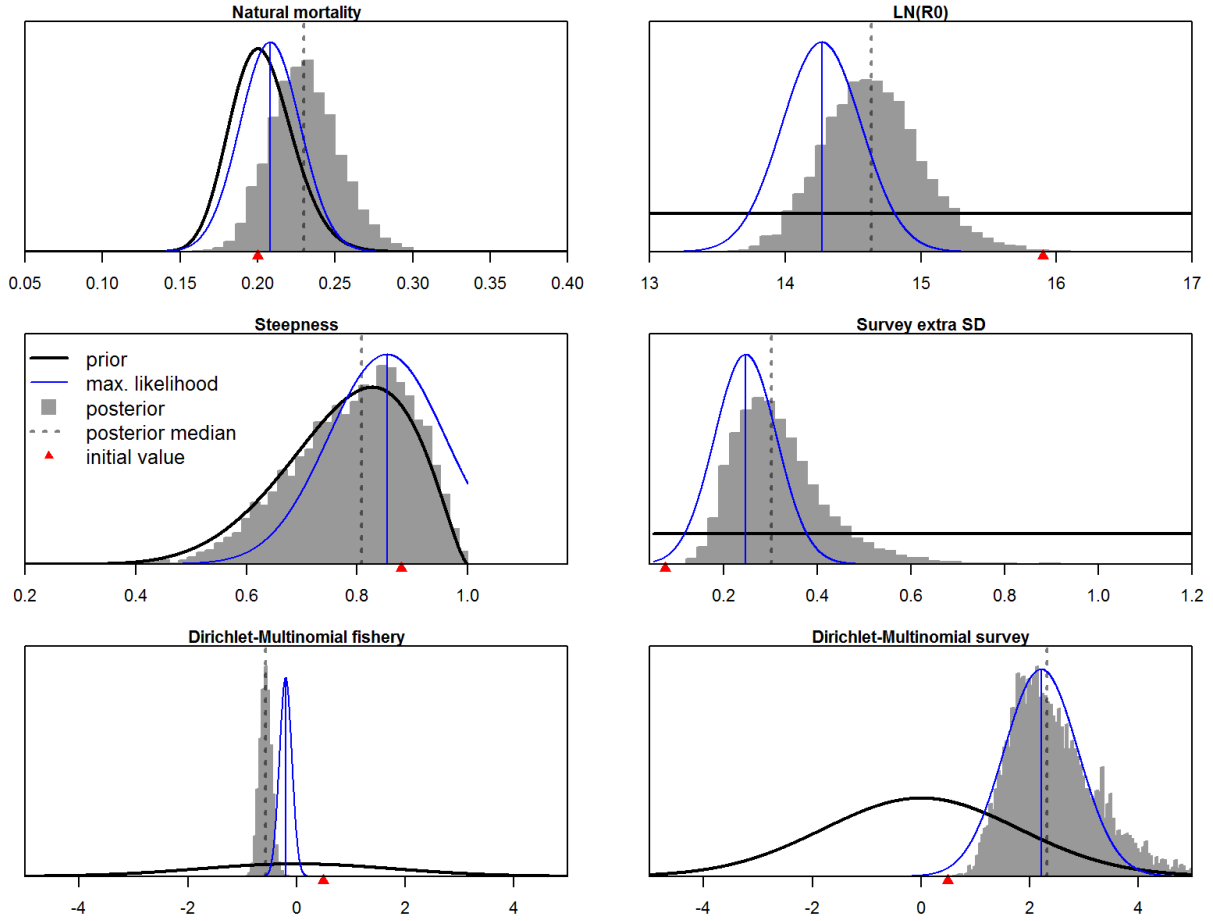 Natural mortality
0.05 0.10 0.15 0.20 0.25 0.30 0.35 0.40
LN(R0)
13 14 15 16 17
Steepness
prior
max. likelihood
posterior
posterior median
initial value
0.2 0.4 0.6 0.8 1.0
Survey extra SD
0.2 0.4 0.6 0.8 1.0 1.2
Dirichlet-Multinomial fishery
-4 -2 0 2 4
Dirichlet-Multinomial survey
-4 -2 0 2 4